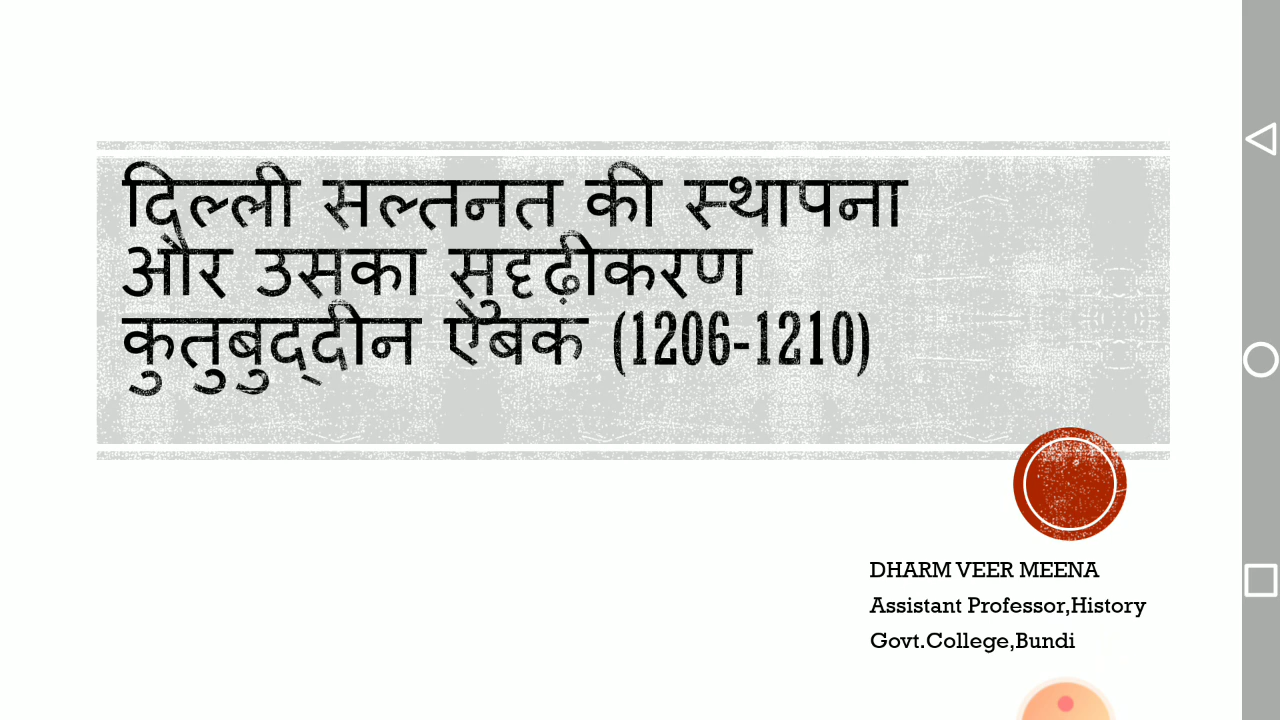 दिल्ली सल्तनत की स्थापना
और उसका सुदृढ़ीकरण
कुतुबुद्दीन ऐबक (1206-1210)
DHARM VEER MEENA
Assistant Professor,History
Govt.College,Bundi